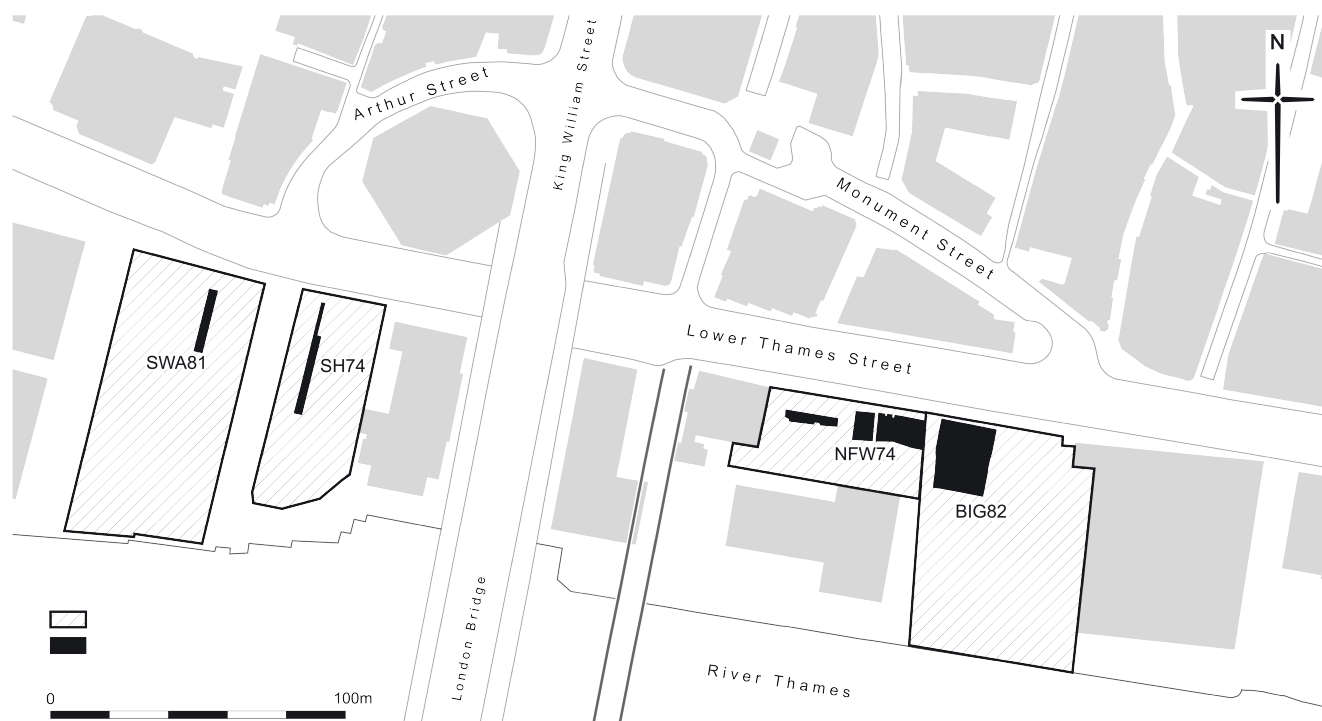 N
Arthur Street
King William Street
Monument Street
Lower Thames Street
SWA81
SH74
NFW74
BIG82
London Bridge
River Thames
0 100m